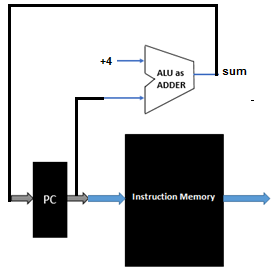 +4
ALU as
ADDER
sum
PC
Instruction Memory